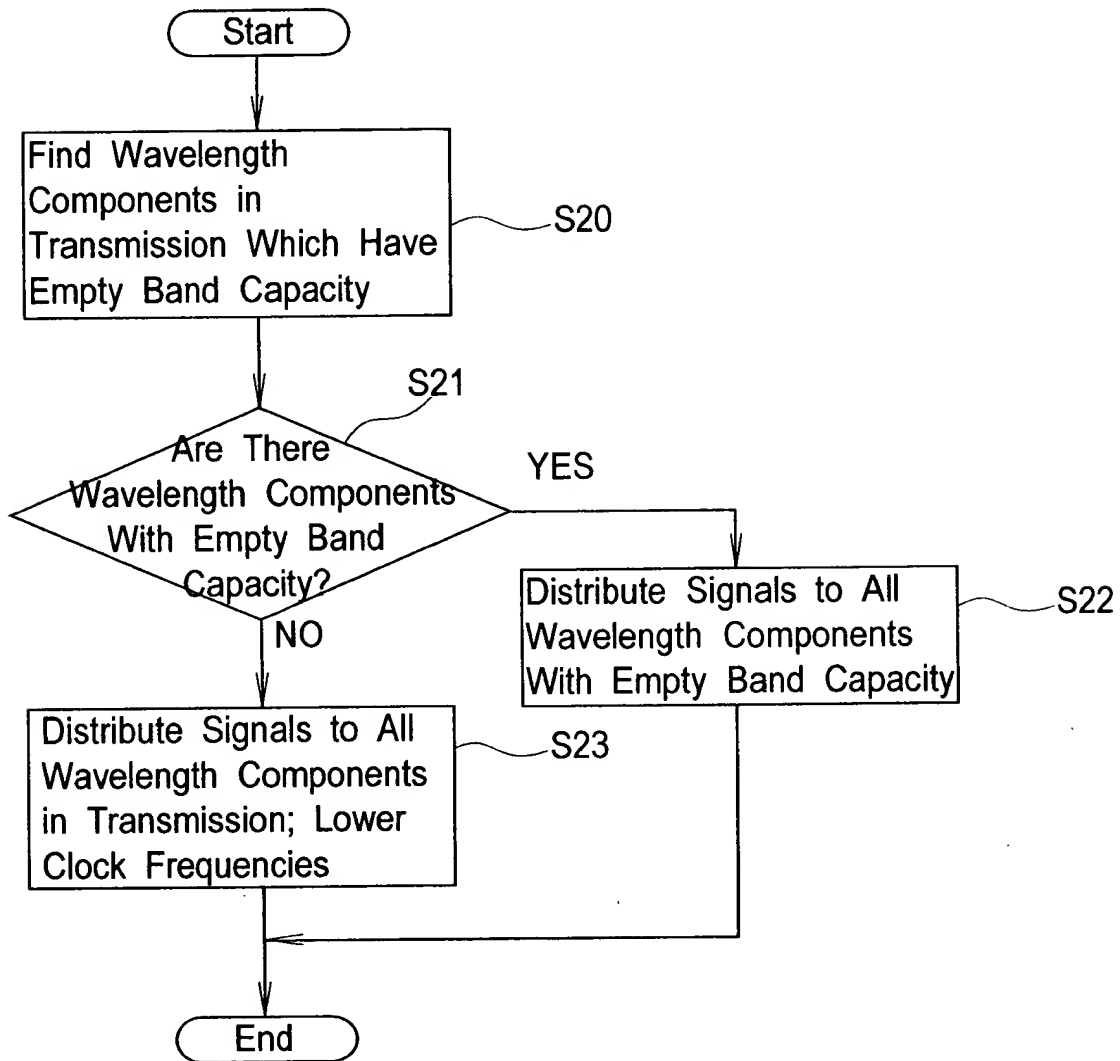 Start
Find Wavelength
Components in
Transmission Which Have
Empty Band Capacity
S20
S21
Are There
Wavelength Components
With Empty Band
Capacity?
YES
NO
Distribute Signals to All
Wavelength Components
With Empty Band Capacity
S22
Distribute Signals to All
Wavelength Components
in Transmission; Lower
Clock Frequencies
S23
End